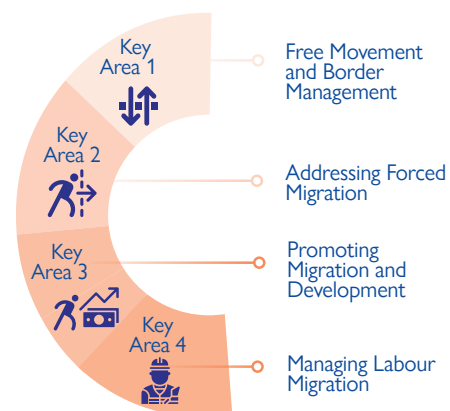 Key
Area 1
Free Movement
and Border
Management
Key
Area 2
Addressing Forced
Migration
Key
Area 3
Promoting
Migration and
Development
Key
Area 4
Managing Labour
Migration